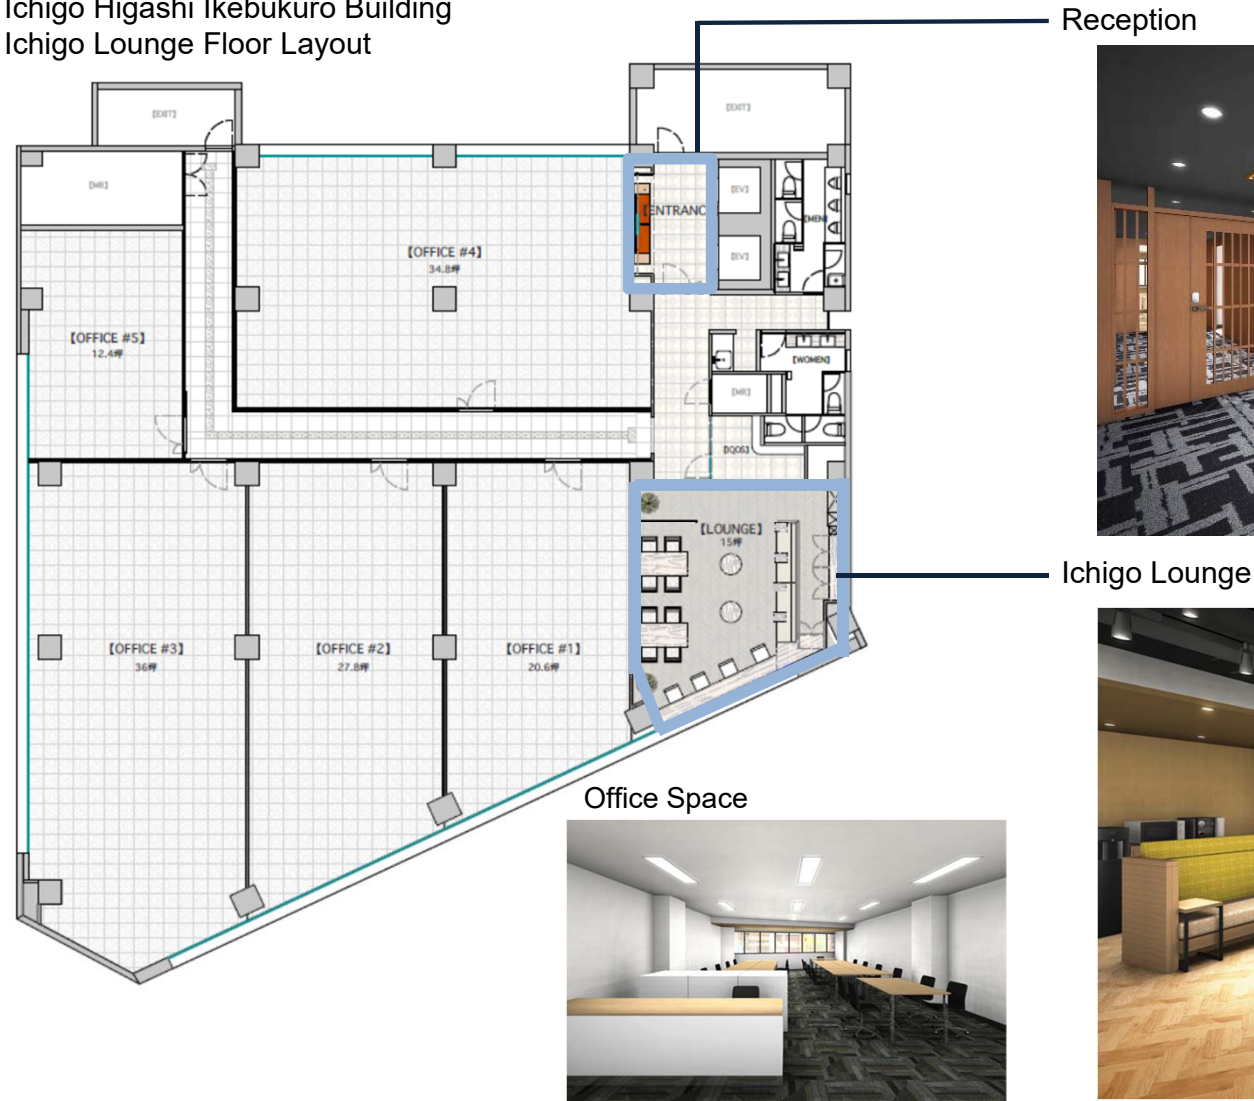 Ichigo Higashi Ikebukuro Building
Ichigo Lounge Floor Layout
Reception
【EXIT】
【EXIT】
【MR】
【EV】
【ENTRANC
【MEN】
【OFFICE #4】
34.8坪
【EV】
【OFFICE #5】
12.4坪
【WOMEN】
【MR】
【IQOS】
【LOUNGE】
15坪
Ichigo Lounge
【OFFICE #3】
36坪
【OFFICE #2】
27.8坪
【OFFICE #1】
20.6坪
Office Space